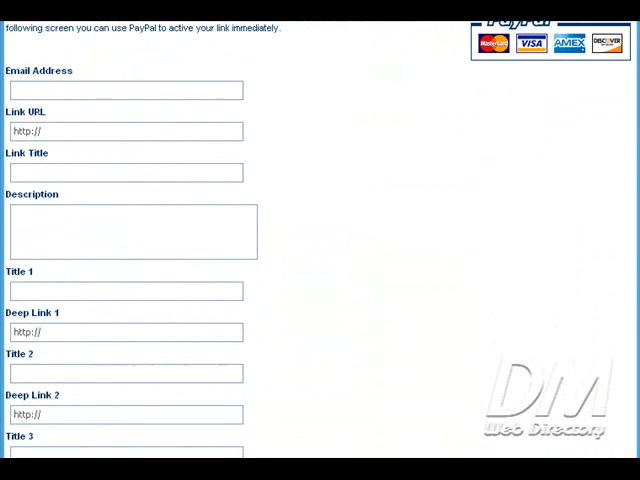 following screen you can use PayPal to active your link immediately.
PayPal
MasterCard VISA AMEX DISCOVER
Email Address
Link URL
http://
Link Title
Description
Title 1
Deep Link 1
http://
Title 2
Deep Link 2
http://
Title 3
DM
Web Directory